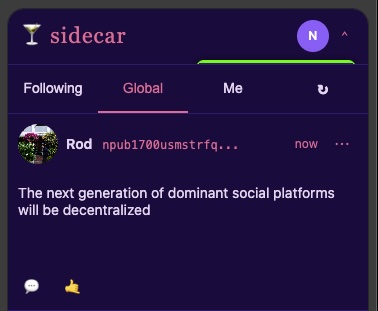 sidecar
N
Following
Global
Me
Rod
npub1700usmstrfq...
now
The next generation of dominant social platforms
will be decentralized